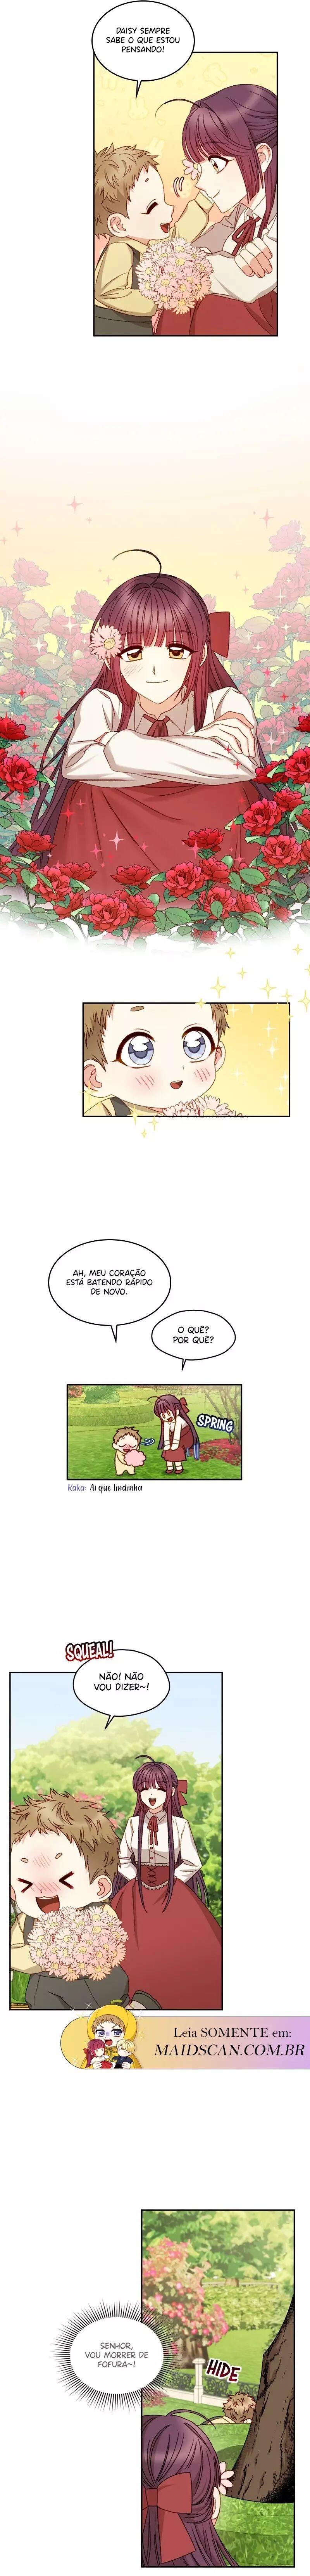 DAISY SEMPRE
SABE O QUE ESTOU
PENSANDO!
AH, MEU CORAÇÃO
ESTÁ BATENDO RÁPIDO
DE NOVO.
O QUÊ?
POR QUÊ?
SPRING
Kaka: Ai que lindinha
SQUEAL!
NÃO! NÃO
VOU DIZER~!
Leia SOMENTE em:
MAIDSCAN.COM.BR
SENHOR,
VOU MORRER DE
FOFURA~!
HIDE